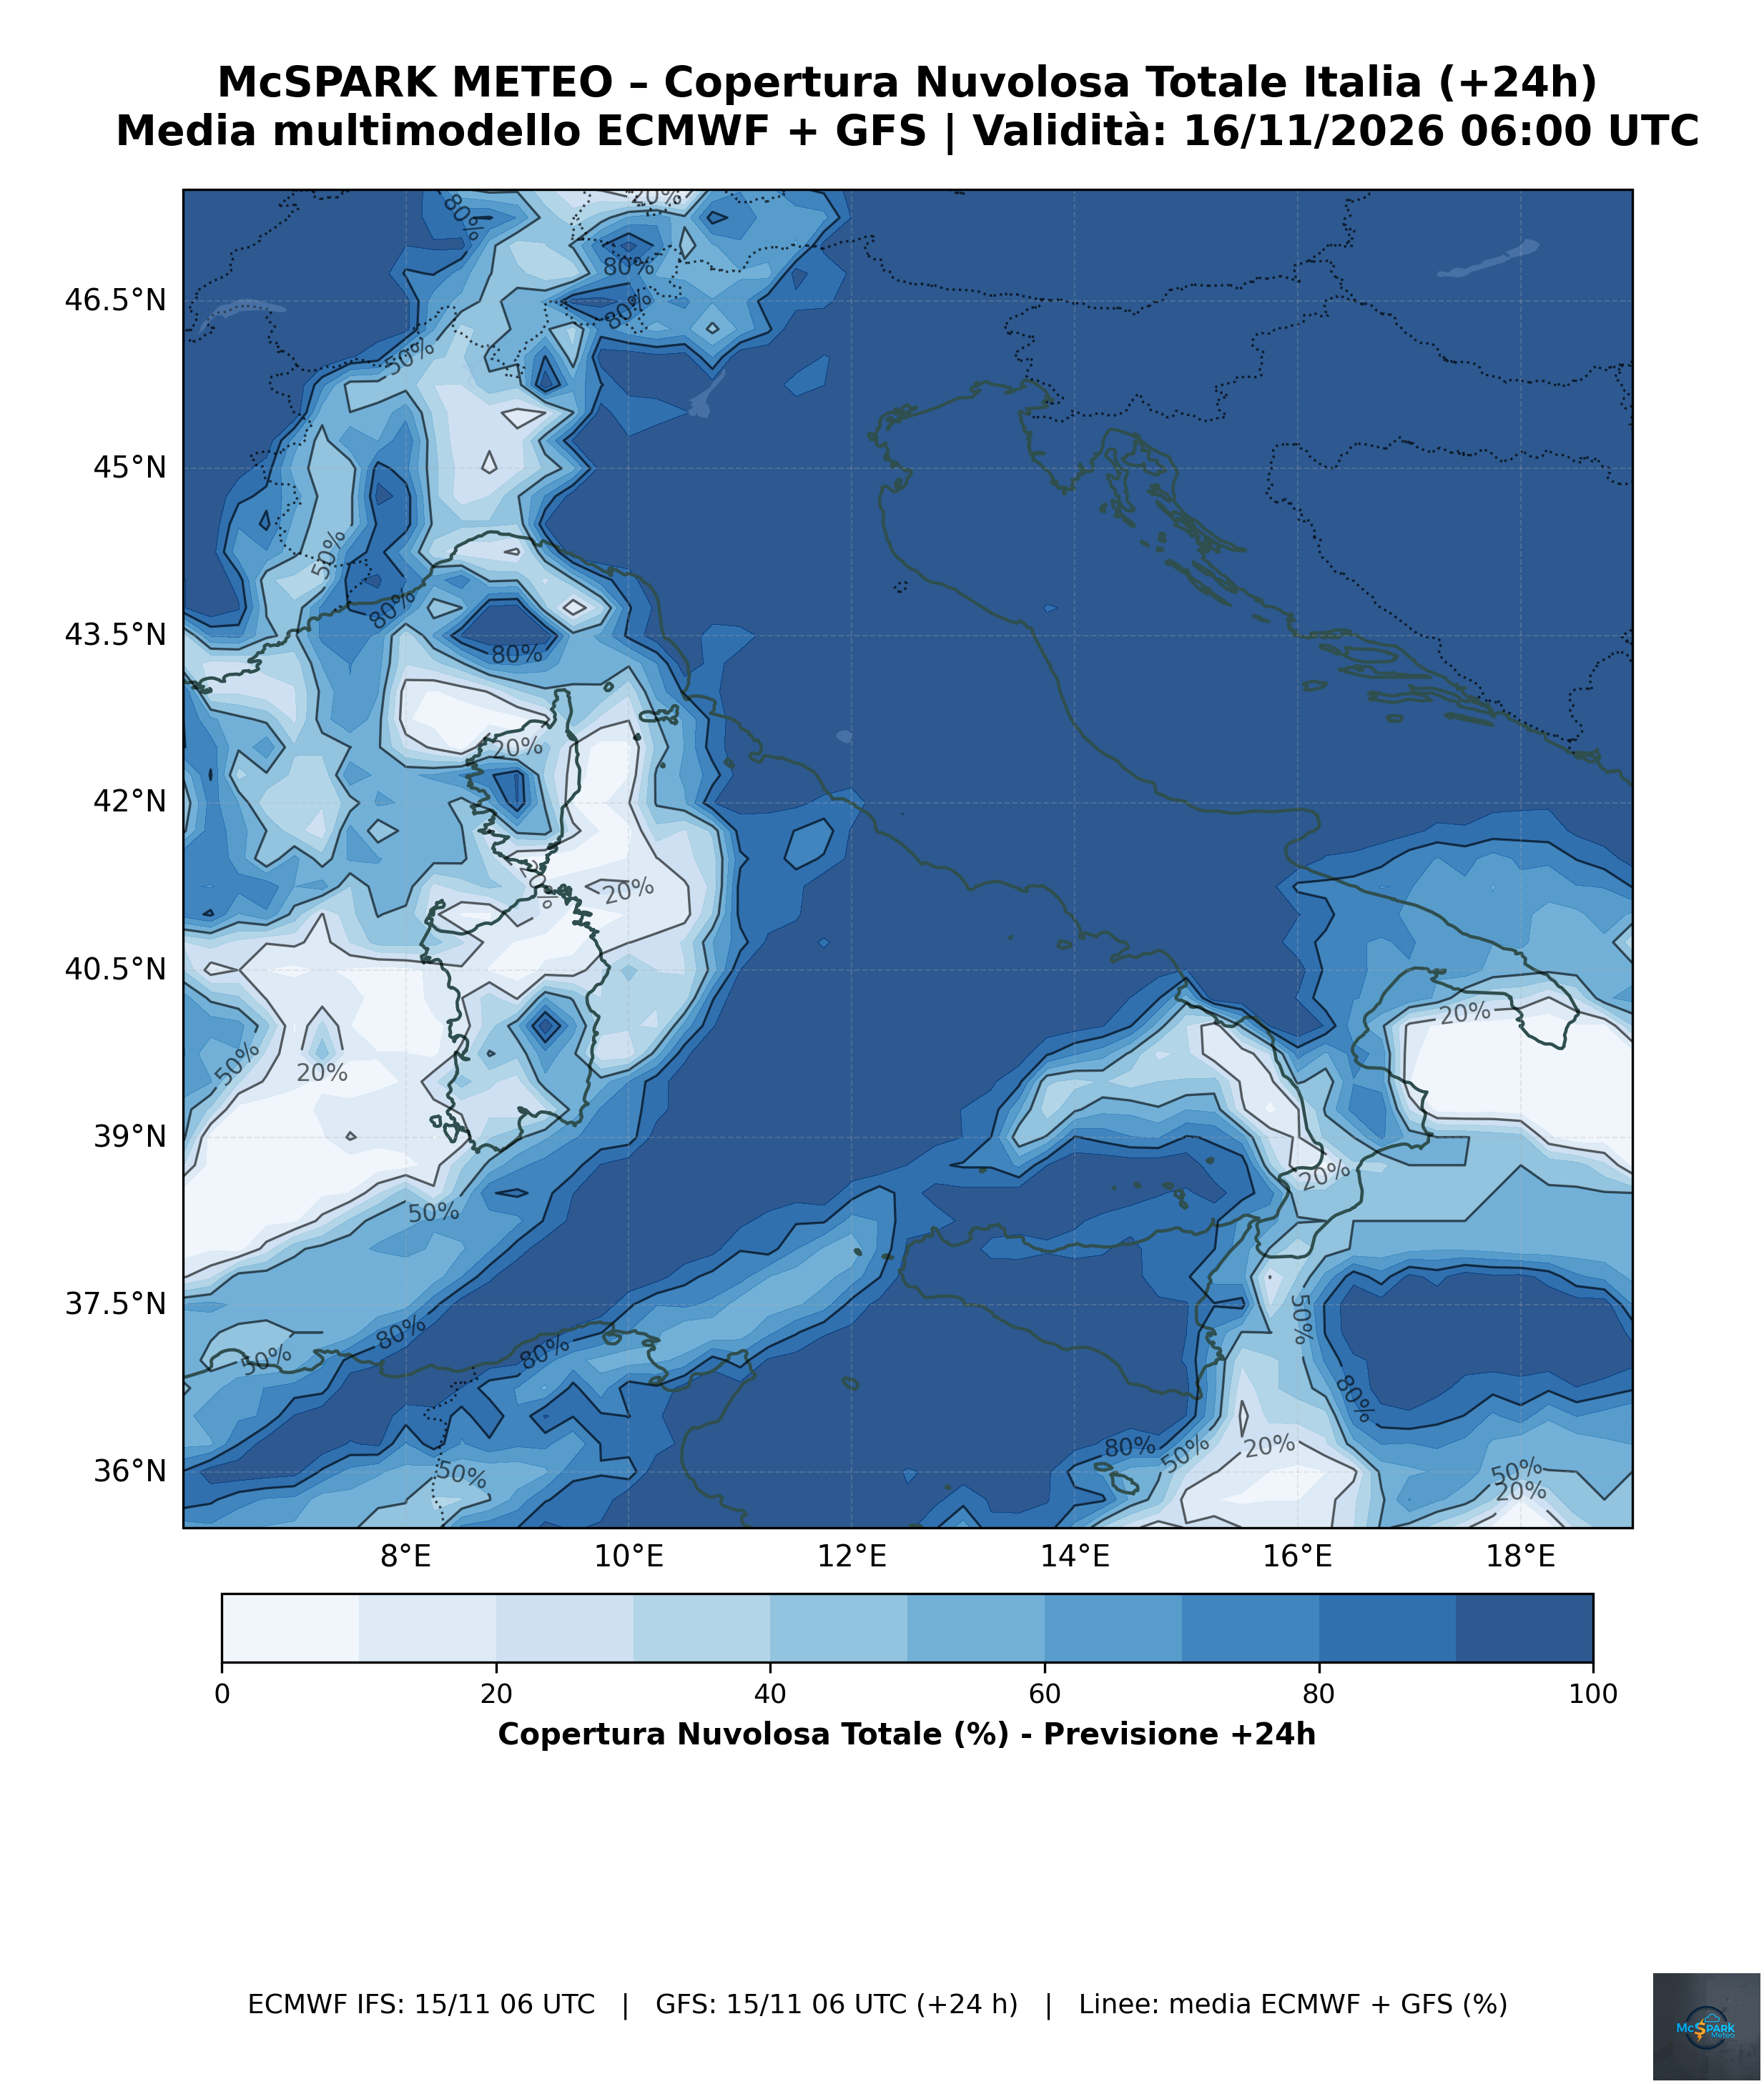 McSPARK METEO – Copertura Nuvolosa Totale Italia (+24h)
Media multimodello ECMWF + GFS | Validità: 16/11/2026 06:00 UTC
80%
20%
80%
80%
50%
50%
80%
80%
20%
20%
20%
20%
50%
20%
20%
50%
50%
80%
80%
50%
80%
50%
80%
50%
20%
50%
20%
46.5°N
45°N
43.5°N
42°N
40.5°N
39°N
37.5°N
36°N
8°E
10°E
12°E
14°E
16°E
18°E
0
20
40
60
80
100
Copertura Nuvolosa Totale (%) - Previsione +24h
ECMWF IFS: 15/11 06 UTC | GFS: 15/11 06 UTC (+24 h) | Linee: media ECMWF + GFS (%)
McSPARK
Meteo